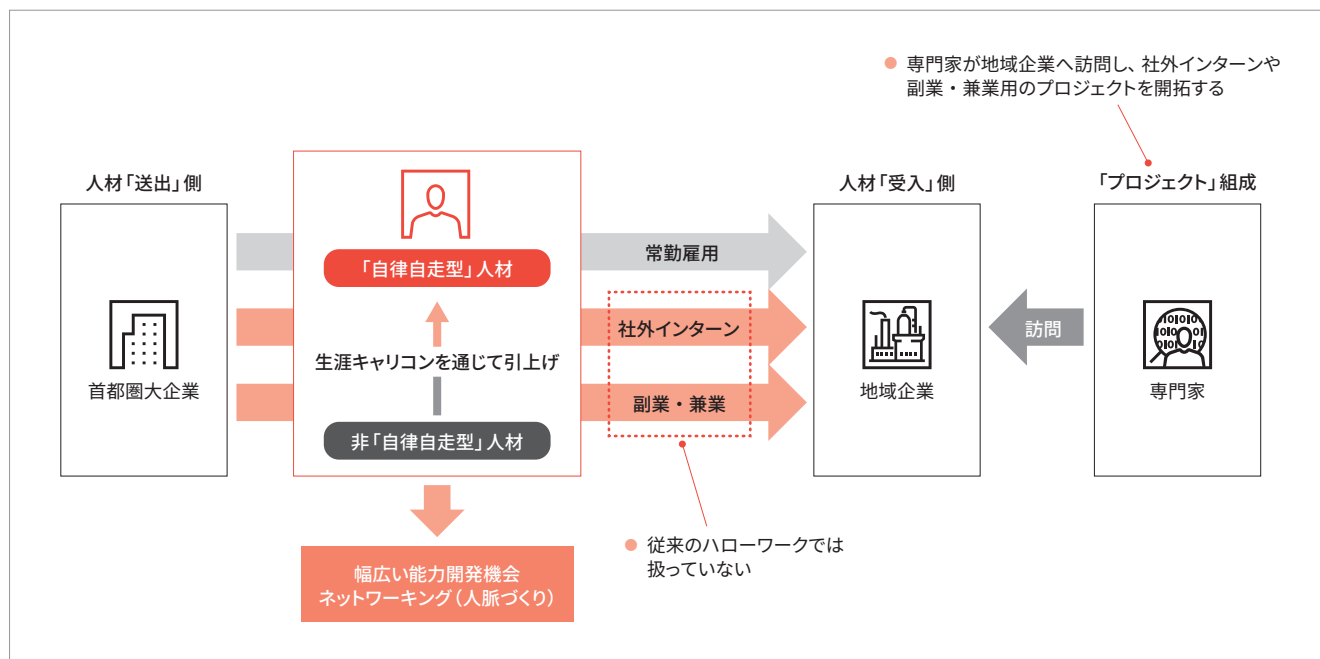 専門家が地域企業へ訪問し、社外インターンや
副業・兼業用のプロジェクトを開拓する
人材「送出」側
人材「受入」側
「プロジェクト」組成
「自律自走型」人材
常勤雇用
社外インターン
訪問
生涯キャリコンを通じて引上げ
首都圏大企業
地域企業
専門家
副業・兼業
非「自律自走型」人材
従来のハローワークでは
扱っていない
幅広い能力開発機会
ネットワーキング（人脈づくり）